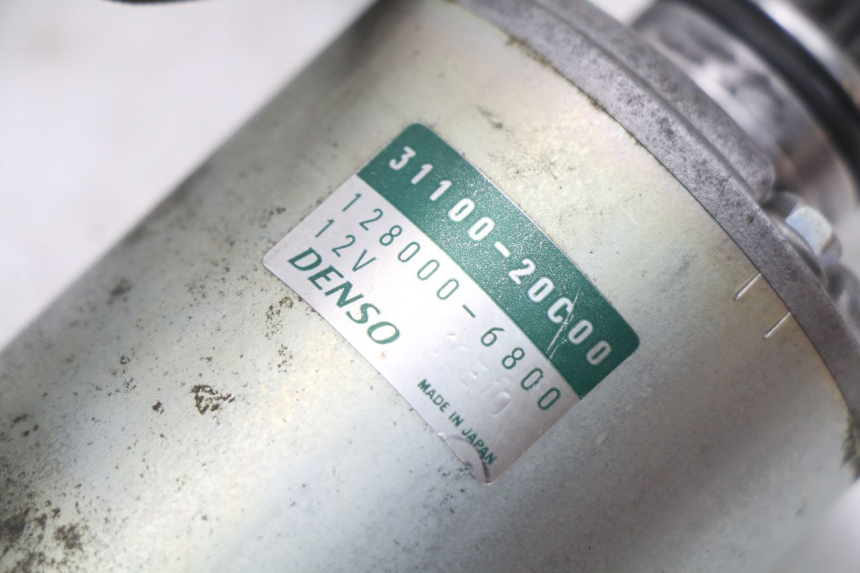 31100-20C00
128000-6800
12V
DENSO
MADE IN JAPAN